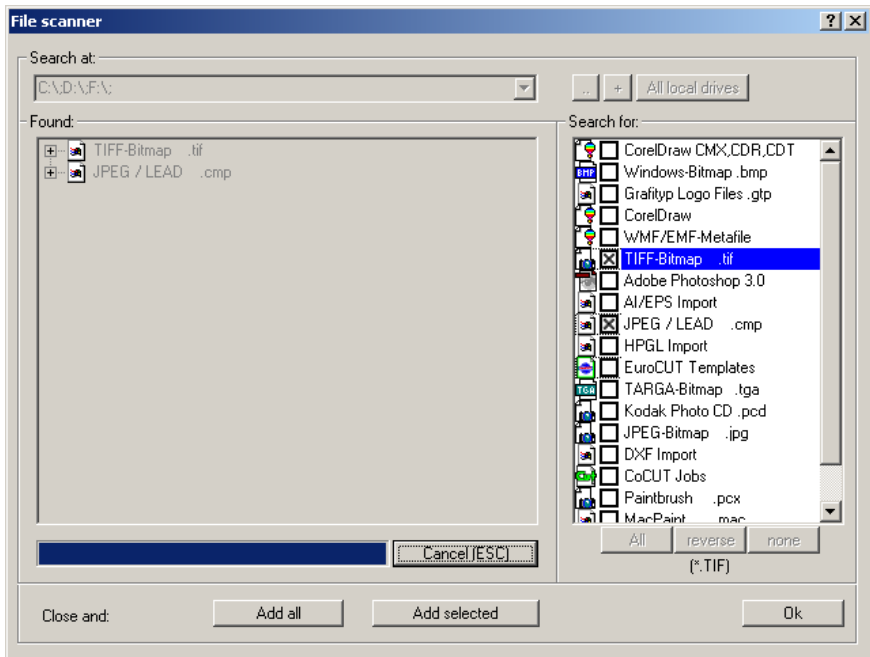 File scanner
Search at:
C:\;D:\;F:\;
.. + All local drives
Found:
TIFF-Bitmap .tif
JPEG / LEAD .cmp
Search for:
CorelDraw CMX,CDR,CDT
BMP Windows-Bitmap .bmp
Grafityp Logo Files .gtp
CorelDraw
WMF/EMF-Metafile
TIFF-Bitmap .tif
Adobe Photoshop 3.0
AI/EPS Import
JPEG / LEAD .cmp
HPGL Import
EuroCUT Templates
TGA TARGA-Bitmap .tga
Kodak Photo CD .pcd
JPEG-Bitmap .jpg
DXF Import
CoCUT Jobs
Paintbrush .pcx
MacPaint .mac
Cancel (ESC)
All reverse none
(*.TIF)
Close and: Add all Add selected Ok